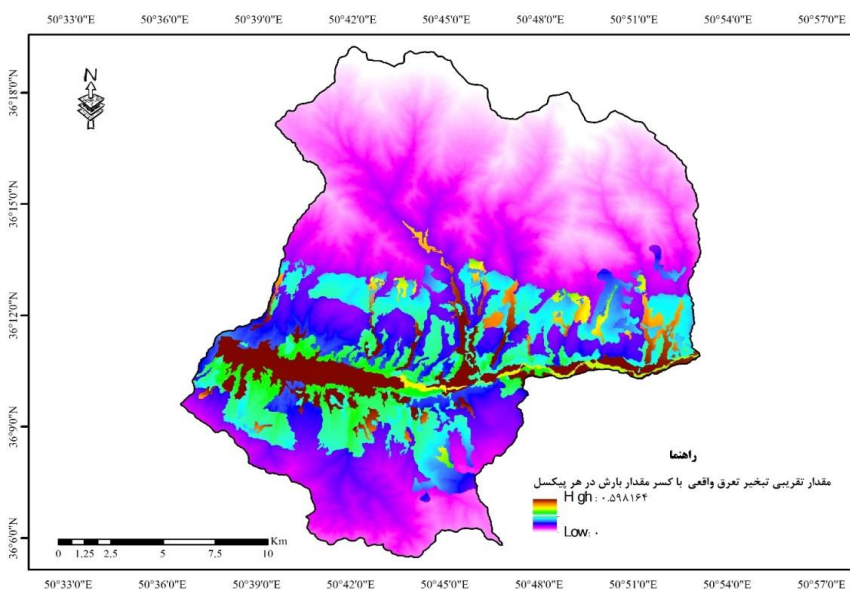 50°33'0"E 50°36'0"E 50°39'0"E 50°42'0"E 50°45'0"E 50°48'0"E 50°51'0"E 50°54'0"E 50°57'0"E
N
36°18'0"N
36°15'0"N
36°12'0"N
36°9'0"N
36°6'0"N
راهنما
مقدار تقریبی تبخیر تعرق واقعی با کسر مقدار بارش در هر پیکسل
High : ۰.۵۹۸۱۶۴
Low: ۰
Km
0 1.25 2.5 5 7.5 10
50°33'0"E 50°36'0"E 50°39'0"E 50°42'0"E 50°45'0"E 50°48'0"E 50°51'0"E 50°54'0"E 50°57'0"E